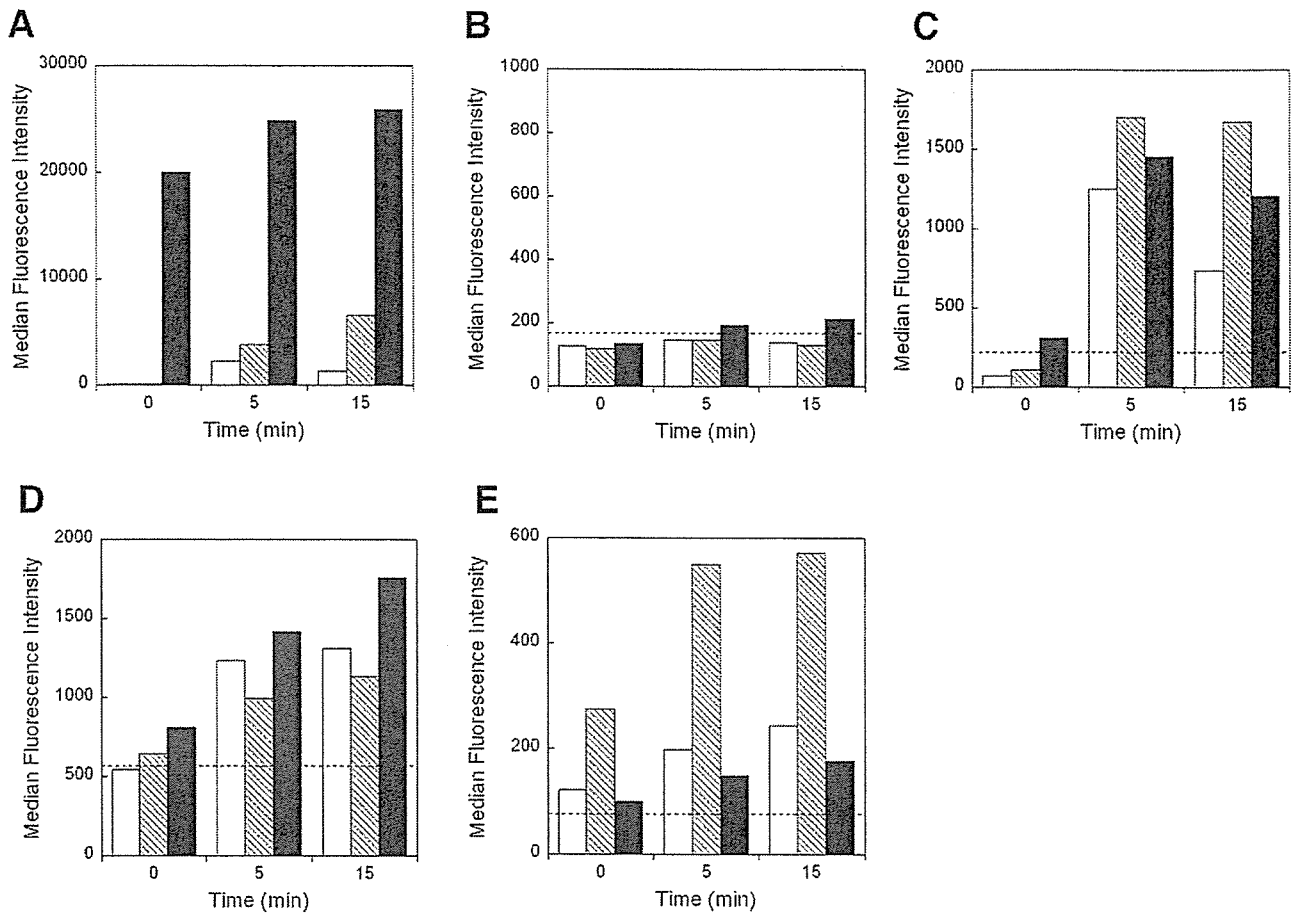 A
Median Fluorescence Intensity
30000
20000
10000
0
0 5 15
Time (min)
B
Median Fluorescence Intensity
1000
800
600
400
200
0
0 5 15
Time (min)
C
Median Fluorescence Intensity
2000
1500
1000
500
0
0 5 15
Time (min)
D
Median Fluorescence Intensity
2000
1500
1000
500
0
0 5 15
Time (min)
E
Median Fluorescence Intensity
600
400
200
0
0 5 15
Time (min)